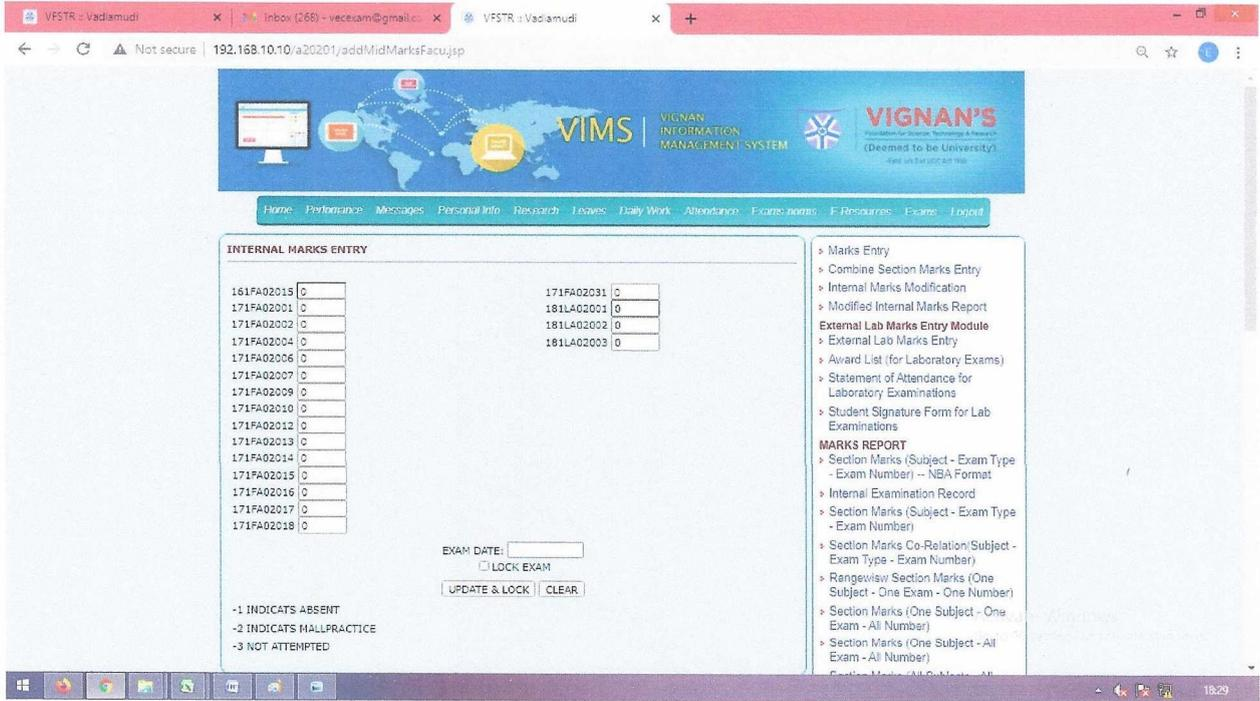 VFSTR :: Vadlamudi
Inbox (268) - vecexam@gmail.co
VFSTR :: Vadlamudi
Not secure | 192.168.10.10/a20201/addMidMarksFacu.jsp
VIMS
VIGNAN
INFORMATION
MANAGEMENT SYSTEM
VIGNAN'S
Foundation for Science, Technology & Research
(Deemed to be University)
Home Perfomance Messages Personal Info Research Leaves Daily Work Attendance Exams norms E-Resources Exams Logout
INTERNAL MARKS ENTRY
161FA02015 0
171FA02001 0
171FA02002 0
171FA02004 0
171FA02006 0
171FA02007 0
171FA02009 0
171FA02010 0
171FA02012 0
171FA02013 0
171FA02014 0
171FA02015 0
171FA02016 0
171FA02017 0
171FA02018 0
171FA02031 0
181LA02001 0
181LA02002 0
181LA02003 0
EXAM DATE:
LOCK EXAM
UPDATE & LOCK CLEAR
-1 INDICATS ABSENT
-2 INDICATS MALLPRACTICE
-3 NOT ATTEMPTED
Marks Entry
Combine Section Marks Entry
Internal Marks Modification
Modified Internal Marks Report
External Lab Marks Entry Module
External Lab Marks Entry
Award List (for Laboratory Exams)
Statement of Attendance for
Laboratory Examinations
Student Signature Form for Lab
Examinations
MARKS REPORT
Section Marks (Subject - Exam Type
- Exam Number) -- NBA Format
Internal Examination Record
Section Marks (Subject - Exam Type
- Exam Number)
Section Marks Co-Relation(Subject -
Exam Type - Exam Number)
Rangewisw Section Marks (One
Subject - One Exam - One Number)
Section Marks (One Subject - One
Exam - All Number)
Section Marks (One Subject - All
Exam - All Number)
18:29